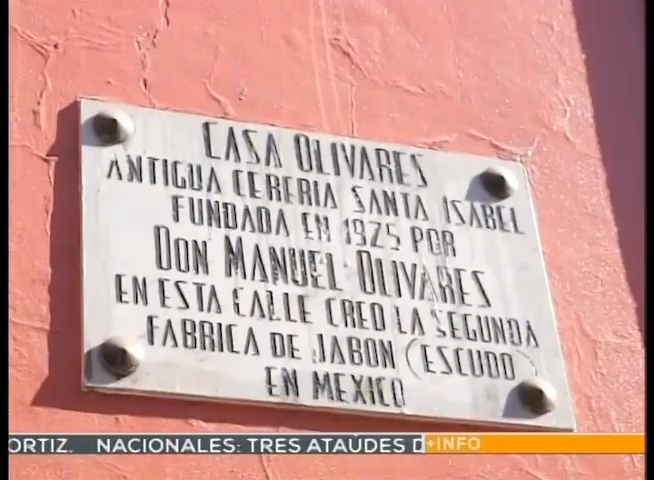 CASA OLIVARES
ANTIGUA CERERIA SANTA ISABEL
FUNDADA EN 1925 POR
DON MANUEL OLIVARES
EN ESTA CALLE CREO LA SEGUNDA
FABRICA DE JABON (ESCUDO)
EN MEXICO
ORTIZ. NACIONALES: TRES ATAÚDES D +INFO